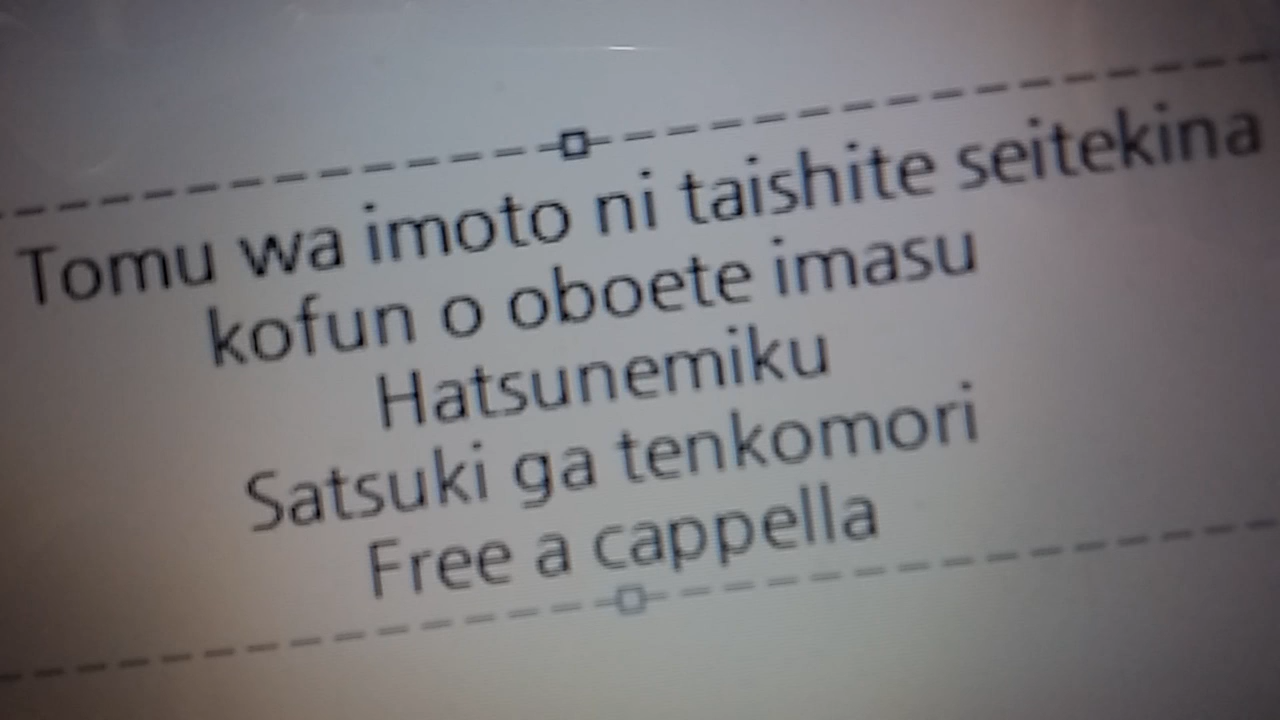 Tomu wa imoto ni taishite seitekina
kofun o oboete imasu
Hatsunemiku
Satsuki ga tenkomori
Free a cappella